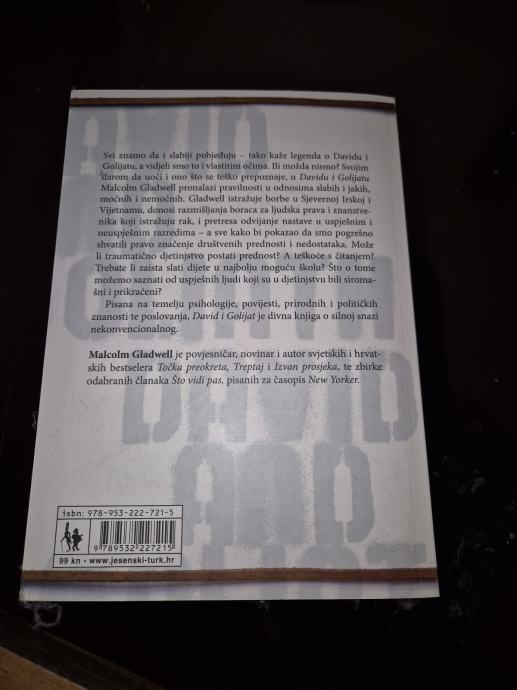 Svi znamo da i slabiji pobjeđuju – tako kaže legenda o Davidu i
Golijatu, a vidjeli smo to i vlastitim očima. Ili možda nismo? Svojim
darom da uoči i ono što se teško prepoznaje, u Davidu i Golijatu
Malcolm Gladwell pronalazi pravilnosti u odnosima slabih i jakih,
moćnih i nemoćnih. Gladwell istražuje borbe u Sjevernoj Irskoj i
Vijetnamu, donosi razmišljanja boraca za ljudska prava i znanstve-
nika koji istražuju rak, i pretresa odvijanje nastave u uspješnim i
neuspješnim razredima – a sve kako bi pokazao da smo pogrešno
shvatili pravo značenje društvenih prednosti i nedostataka. Može
li traumatično djetinjstvo postati prednost? A teškoće s čitanjem?
Trebate li zaista slati dijete u najbolju moguću školu? Što o tome
možemo saznati od uspješnih ljudi koji su u djetinjstvu bili siroma-
šni i prikraćeni?
Pisana na temelju psihologije, povijesti, prirodnih i političkih
znanosti te poslovanja, David i Golijat je divna knjiga o silnoj snazi
nekonvencionalnog.
Malcolm Gladwell je povjesničar, novinar i autor svjetskih i hrvat-
skih bestselera Točka preokreta, Treptaj i Izvan prosjeka, te zbirke
odabranih članaka Što vidi pas, pisanih za časopis New Yorker.
DAVID
AND
isbn: 978-953-222-721-5
9 789532 227215
99 kn • www.jesenski-turk.hr